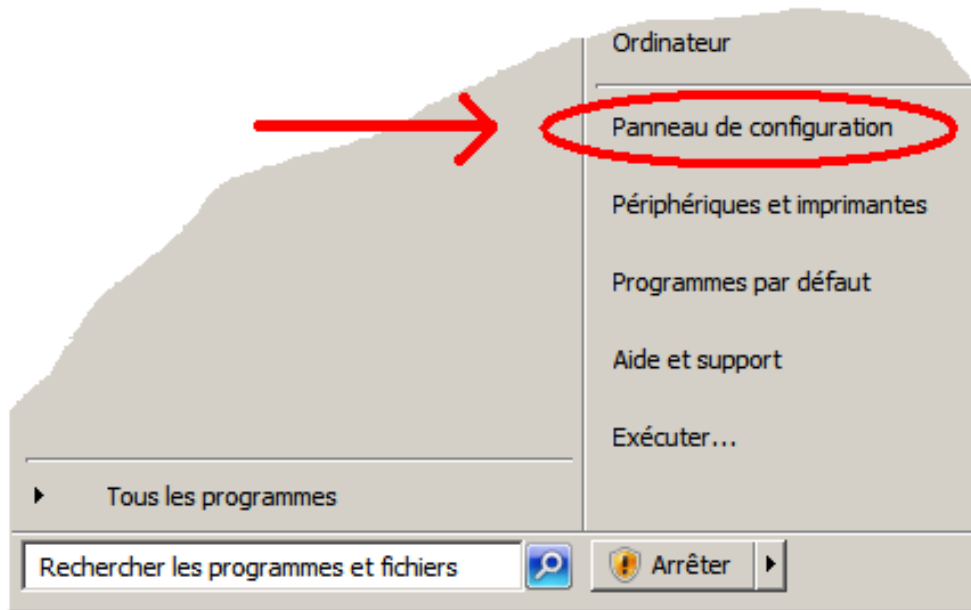 Ordinateur
Panneau de configuration
Périphériques et imprimantes
Programmes par défaut
Aide et support
Exécuter...
Tous les programmes
Rechercher les programmes et fichiers
Arrêter